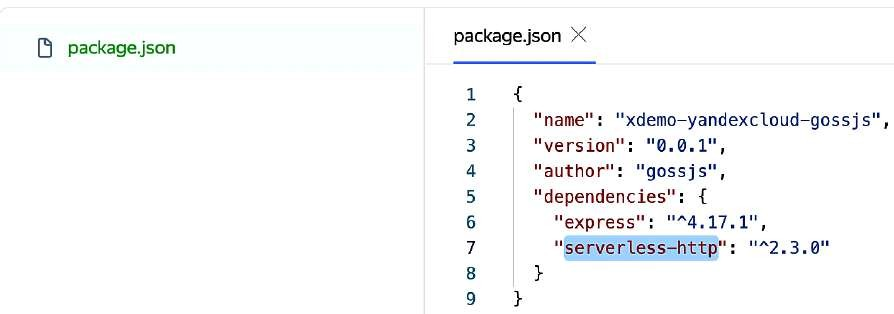 package.json
package.json
1 {
2 "name": "xdemo-yandexcloud-gossjs",
3 "version": "0.0.1",
4 "author": "gossjs",
5 "dependencies": {
6 "express": "^4.17.1",
7 "serverless-http": "^2.3.0"
8 }
9 }